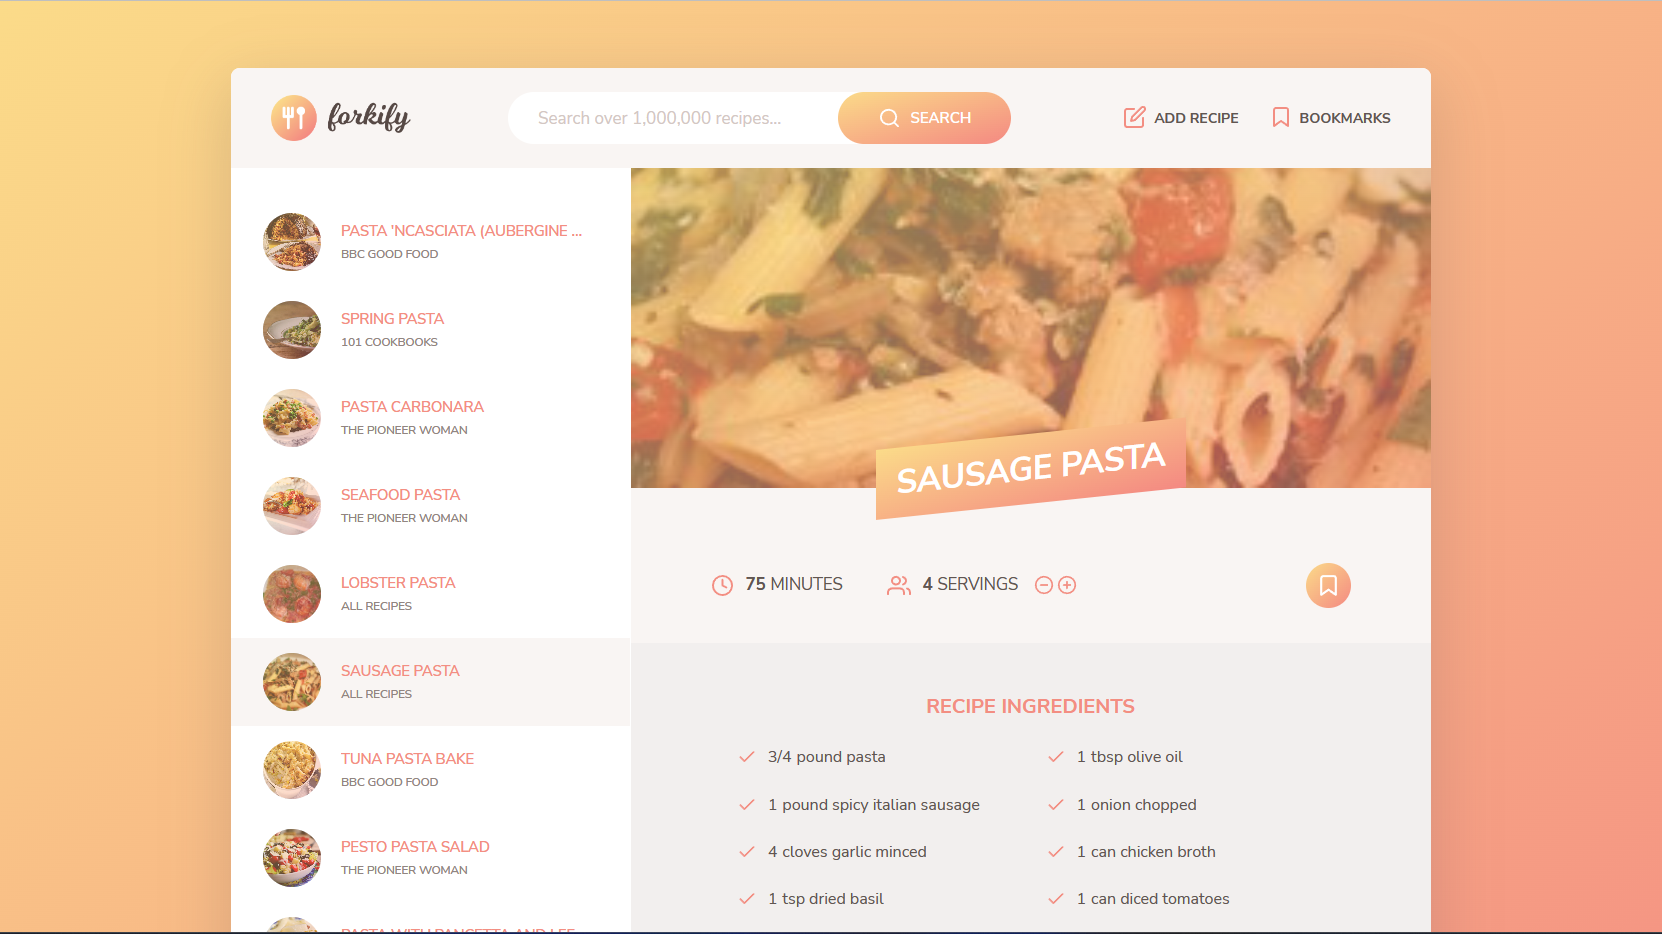 forkify
Search over 1,000,000 recipes...
SEARCH
ADD RECIPE
BOOKMARKS
PASTA 'NCASCIATA (AUBERGINE ...
BBC GOOD FOOD
SPRING PASTA
101 COOKBOOKS
PASTA CARBONARA
THE PIONEER WOMAN
SEAFOOD PASTA
THE PIONEER WOMAN
LOBSTER PASTA
ALL RECIPES
SAUSAGE PASTA
ALL RECIPES
TUNA PASTA BAKE
BBC GOOD FOOD
PESTO PASTA SALAD
THE PIONEER WOMAN
PASTA WITH PANCETTA AND
SAUSAGE PASTA
75 MINUTES
4 SERVINGS
RECIPE INGREDIENTS
3/4 pound pasta
1 tbsp olive oil
1 pound spicy italian sausage
1 onion chopped
4 cloves garlic minced
1 can chicken broth
1 tsp dried basil
1 can diced tomatoes